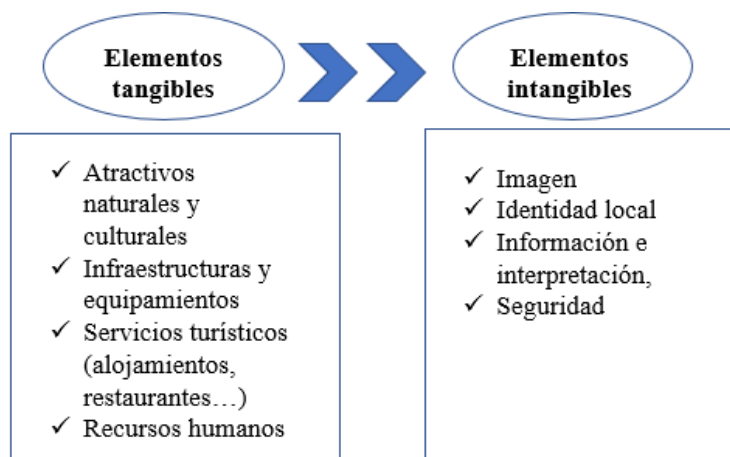 Elementos
tangibles
Elementos
intangibles
✓ Atractivos
naturales y
culturales
✓ Infraestructuras y
equipamientos
✓ Servicios turísticos
(alojamientos,
restaurantes…)
✓ Recursos humanos
✓ Imagen
✓ Identidad local
✓ Información e
interpretación,
✓ Seguridad